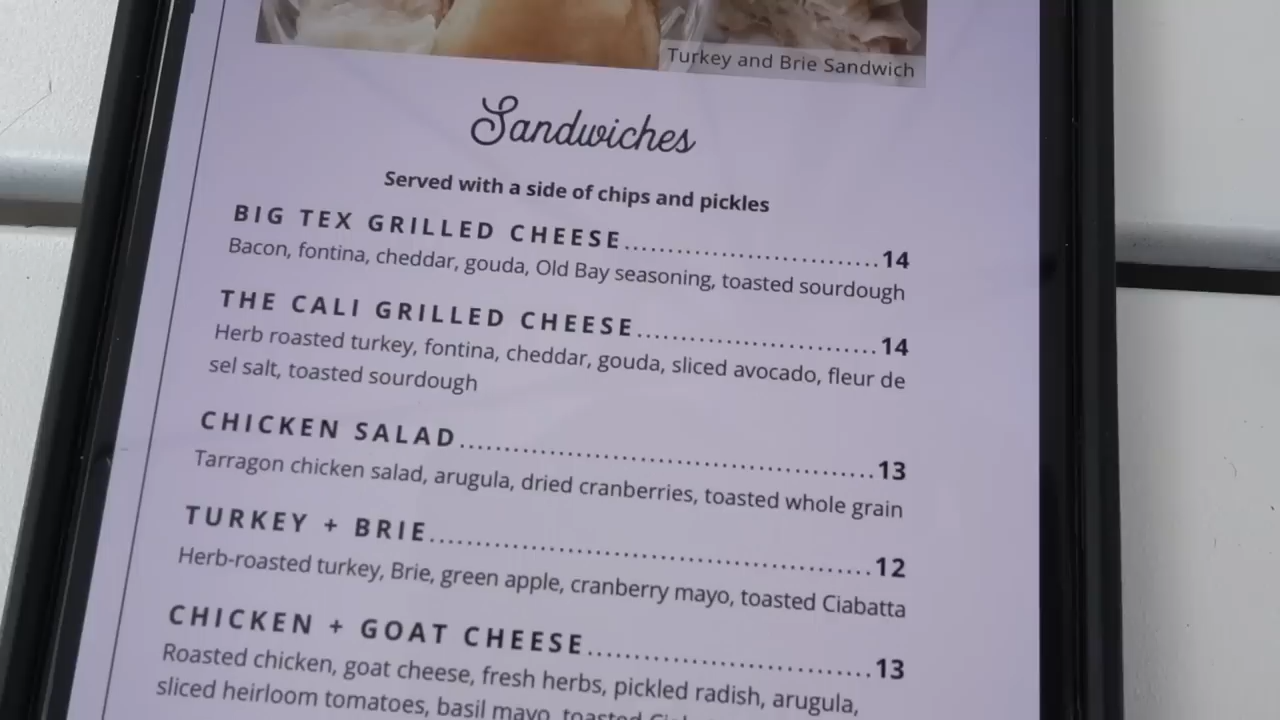 Turkey and Brie Sandwich
Sandwiches
Served with a side of chips and pickles
BIG TEX GRILLED CHEESE................................14
Bacon, fontina, cheddar, gouda, Old Bay seasoning, toasted sourdough
THE CALI GRILLED CHEESE..............................14
Herb roasted turkey, fontina, cheddar, gouda, sliced avocado, fleur de
sel salt, toasted sourdough
CHICKEN SALAD....................................................13
Tarragon chicken salad, arugula, dried cranberries, toasted whole grain
TURKEY + BRIE.......................................................12
Herb-roasted turkey, Brie, green apple, cranberry mayo, toasted Ciabatta
CHICKEN + GOAT CHEESE...................................13
Roasted chicken, goat cheese, fresh herbs, pickled radish, arugula,
sliced heirloom tomatoes, basil mayo, toasted